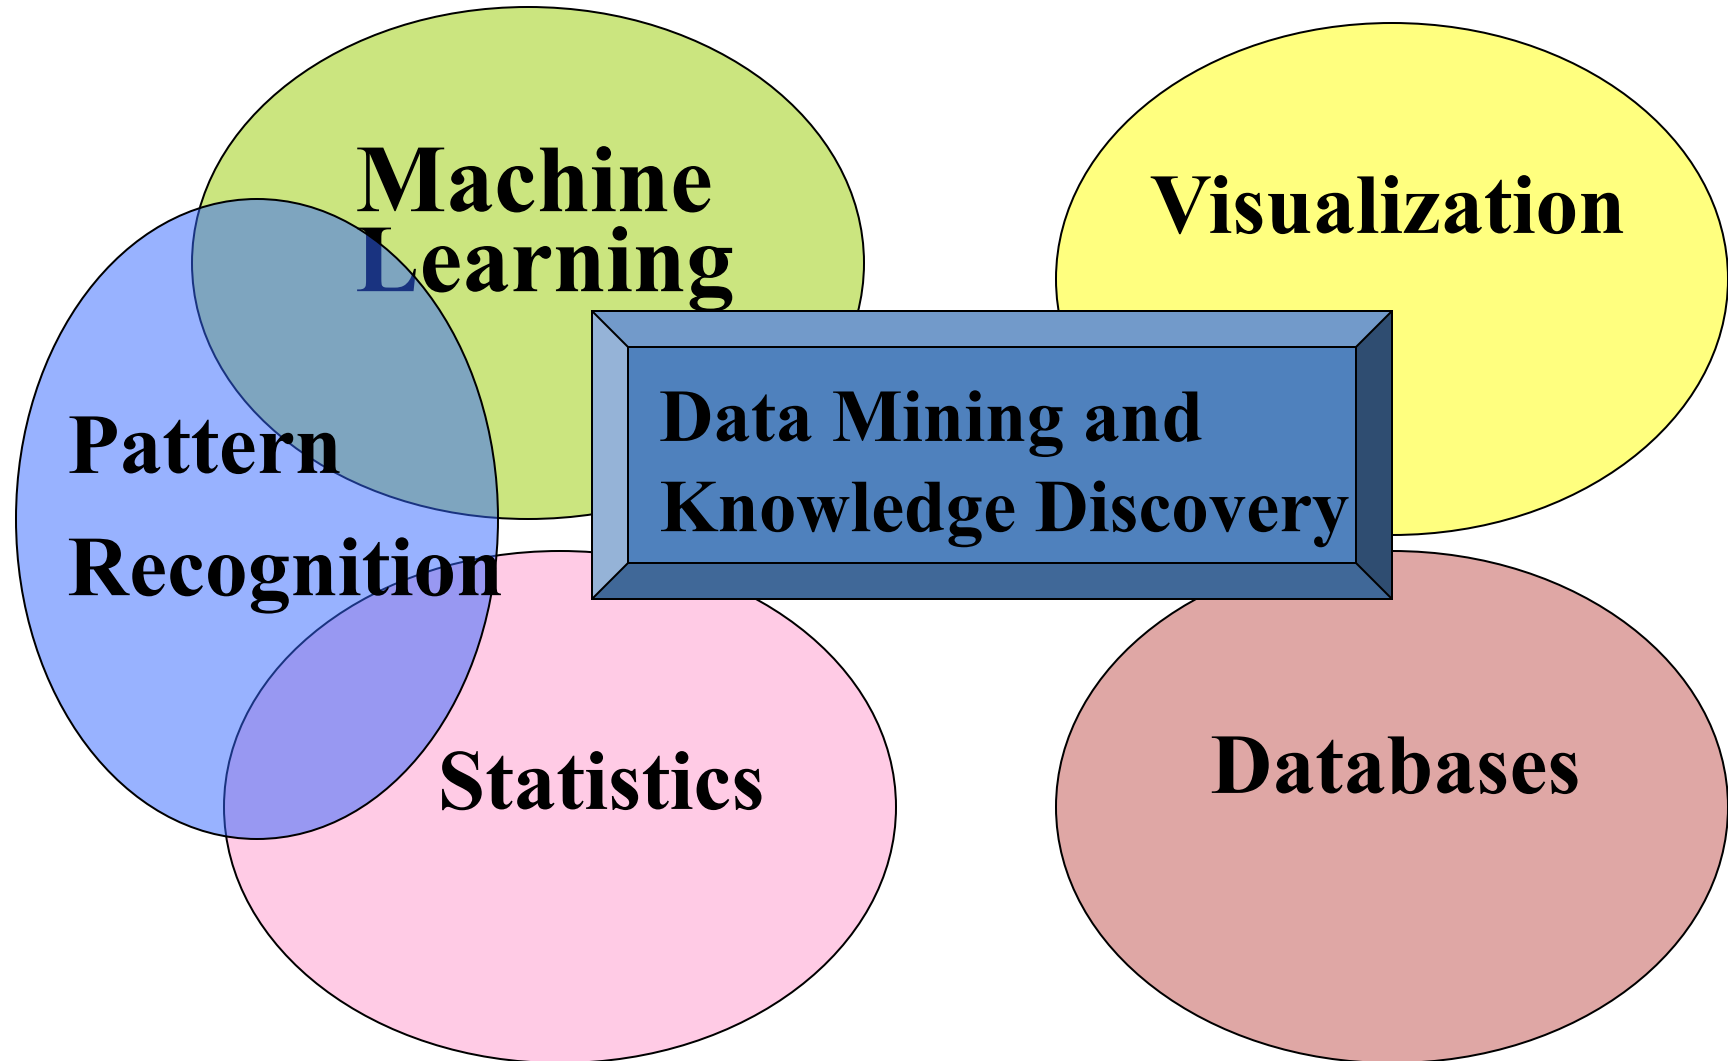 Machine
Learning
Visualization
Pattern
Recognition
Data Mining and
Knowledge Discovery
Statistics
Databases